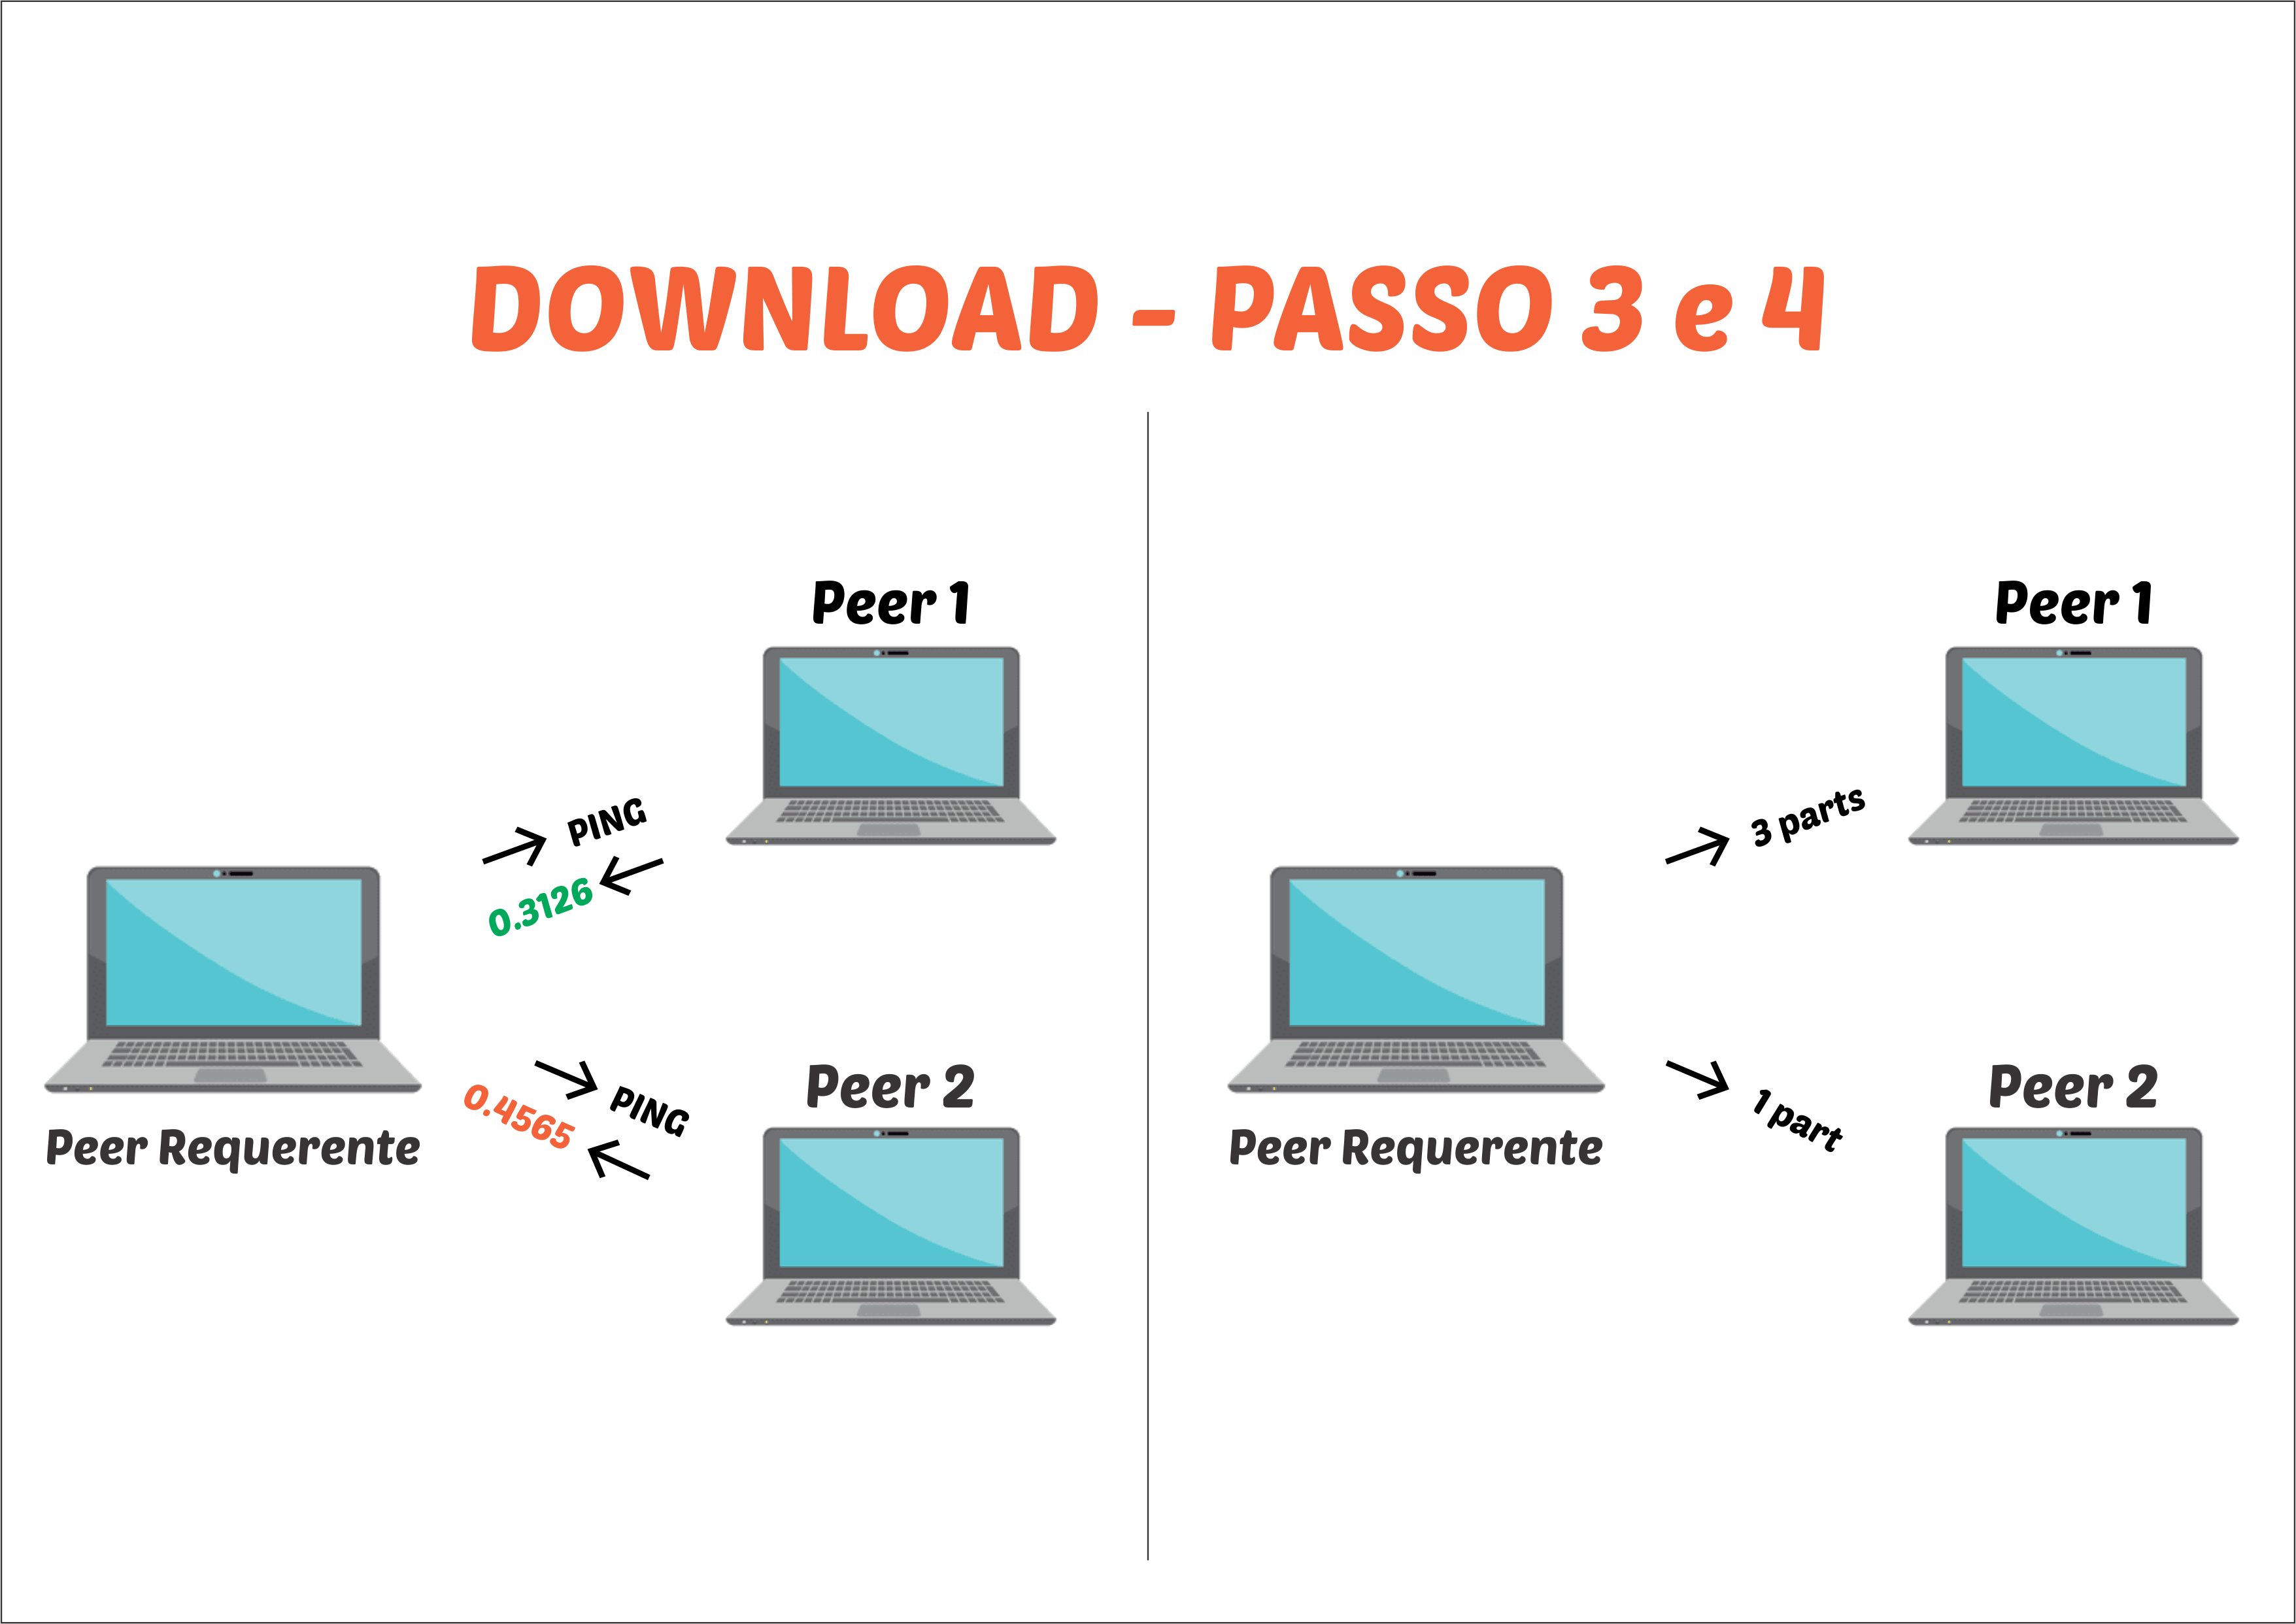 DOWNLOAD - PASSO 3 e 4
Peer 1
PING
0.3126
Peer Requerente
PING
0.4565
Peer 2
Peer 1
3 parts
Peer Requerente
1 part
Peer 2